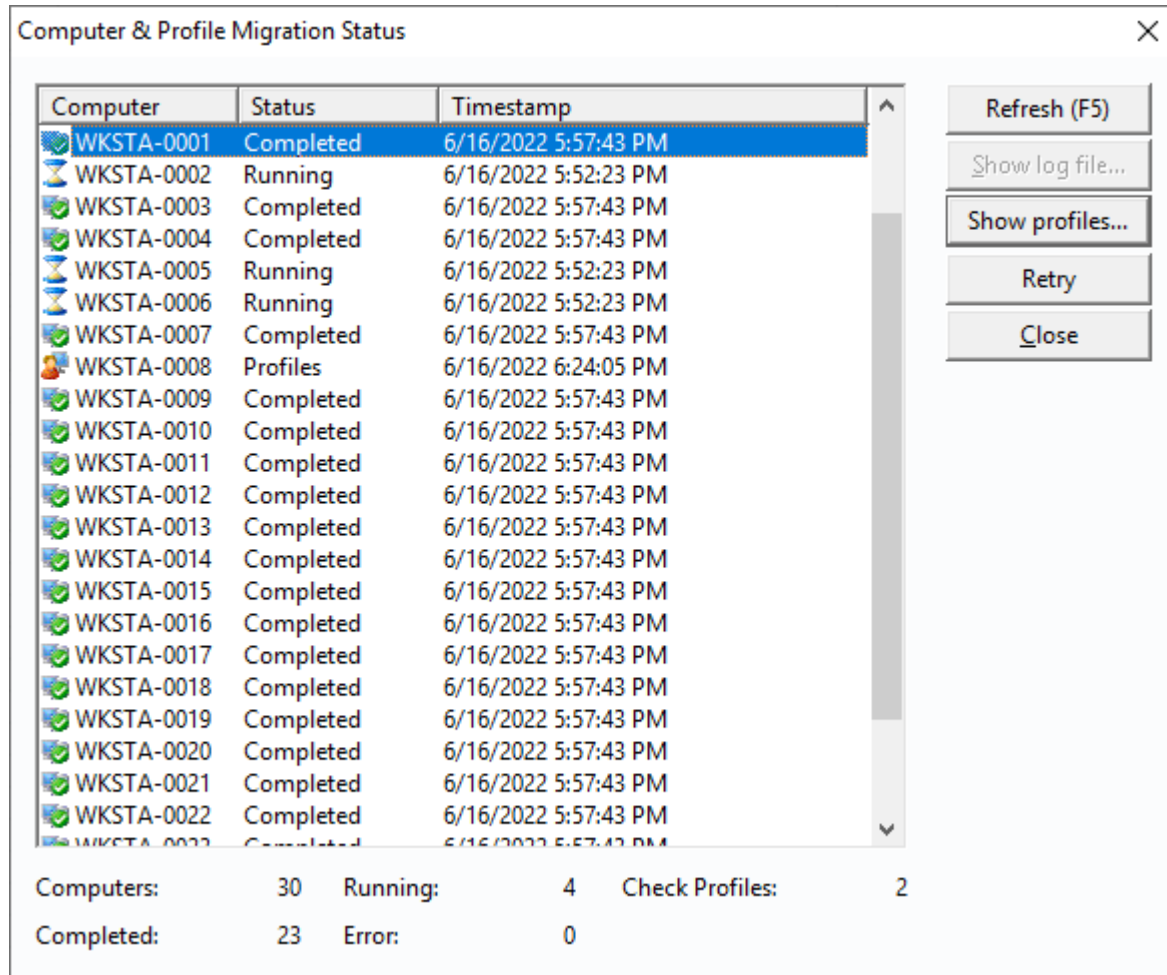 Computer & Profile Migration Status
Computer Status Timestamp
WKSTA-0001 Completed 6/16/2022 5:57:43 PM
WKSTA-0002 Running 6/16/2022 5:52:23 PM
WKSTA-0003 Completed 6/16/2022 5:57:43 PM
WKSTA-0004 Completed 6/16/2022 5:57:43 PM
WKSTA-0005 Running 6/16/2022 5:52:23 PM
WKSTA-0006 Running 6/16/2022 5:52:23 PM
WKSTA-0007 Completed 6/16/2022 5:57:43 PM
WKSTA-0008 Profiles 6/16/2022 6:24:05 PM
WKSTA-0009 Completed 6/16/2022 5:57:43 PM
WKSTA-0010 Completed 6/16/2022 5:57:43 PM
WKSTA-0011 Completed 6/16/2022 5:57:43 PM
WKSTA-0012 Completed 6/16/2022 5:57:43 PM
WKSTA-0013 Completed 6/16/2022 5:57:43 PM
WKSTA-0014 Completed 6/16/2022 5:57:43 PM
WKSTA-0015 Completed 6/16/2022 5:57:43 PM
WKSTA-0016 Completed 6/16/2022 5:57:43 PM
WKSTA-0017 Completed 6/16/2022 5:57:43 PM
WKSTA-0018 Completed 6/16/2022 5:57:43 PM
WKSTA-0019 Completed 6/16/2022 5:57:43 PM
WKSTA-0020 Completed 6/16/2022 5:57:43 PM
WKSTA-0021 Completed 6/16/2022 5:57:43 PM
WKSTA-0022 Completed 6/16/2022 5:57:43 PM
Refresh (F5)
Show log file...
Show profiles...
Retry
Close
Computers: 30 Running: 4 Check Profiles: 2
Completed: 23 Error: 0